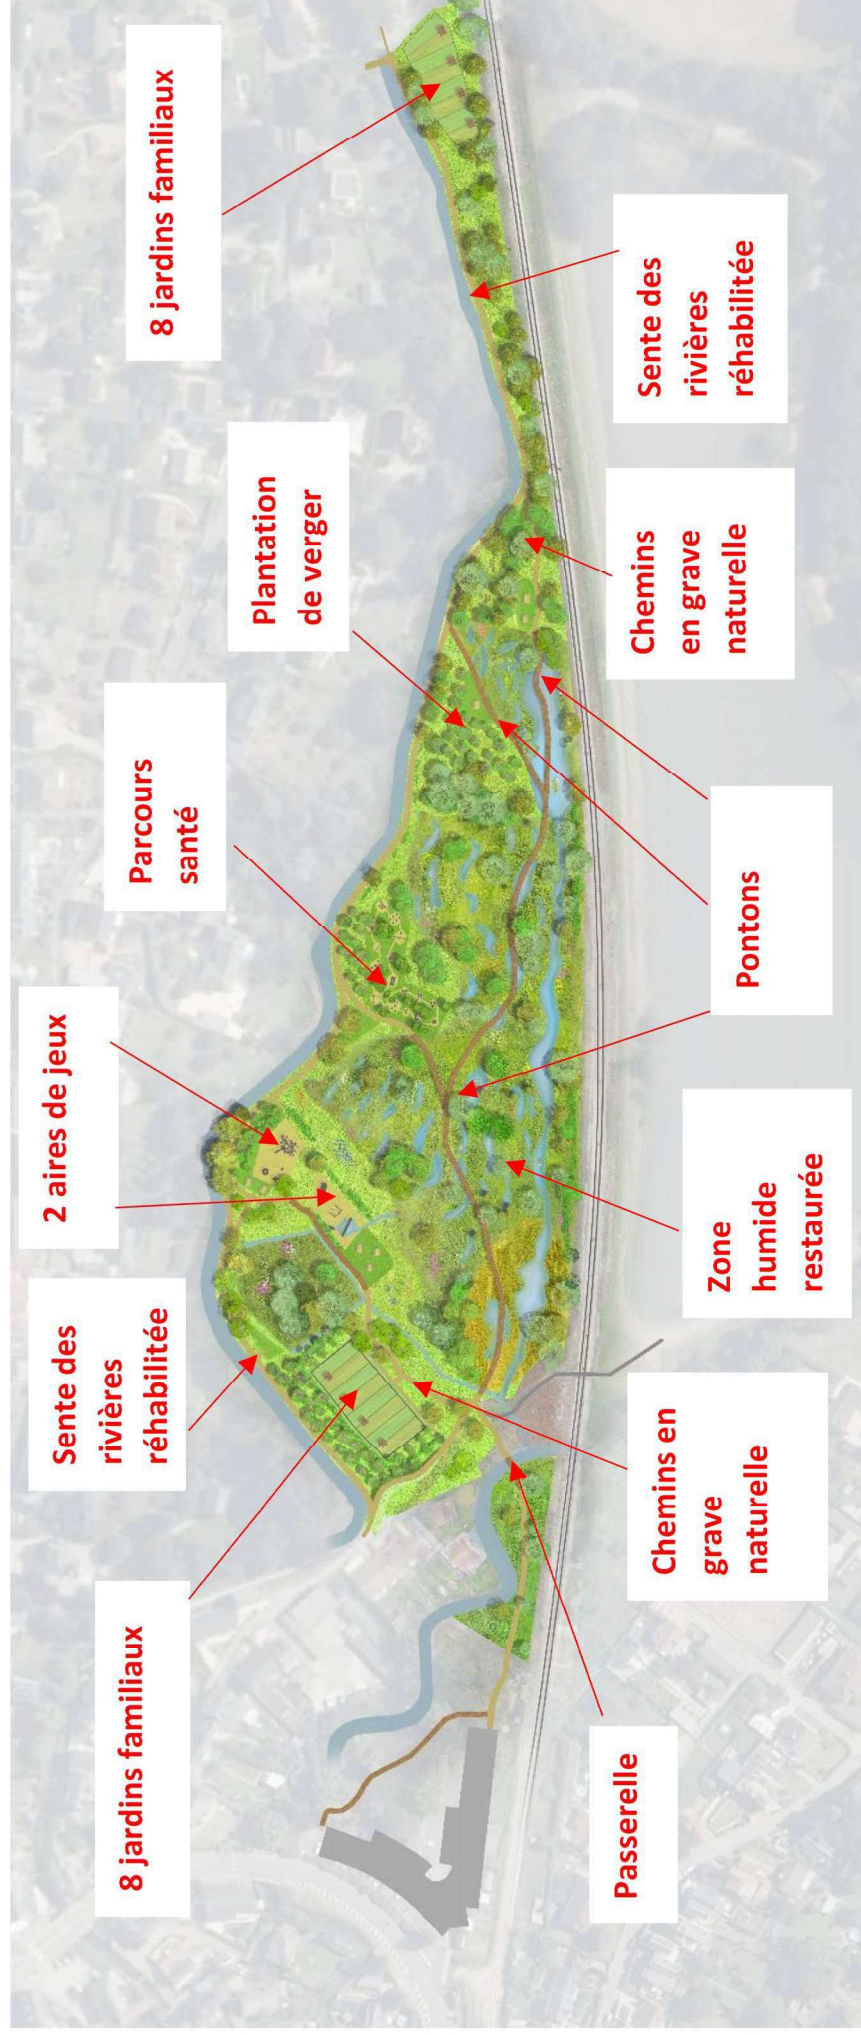 8 jardins familiaux
Sente des
rivières
réhabilitée
2 aires de jeux
Parcours
santé
Plantation
de verger
8 jardins familiaux
Passerelle
Chemins en
grave
naturelle
Zone
humide
restaurée
Pontons
Chemins
en grave
naturelle
Sente des
rivières
réhabilitée